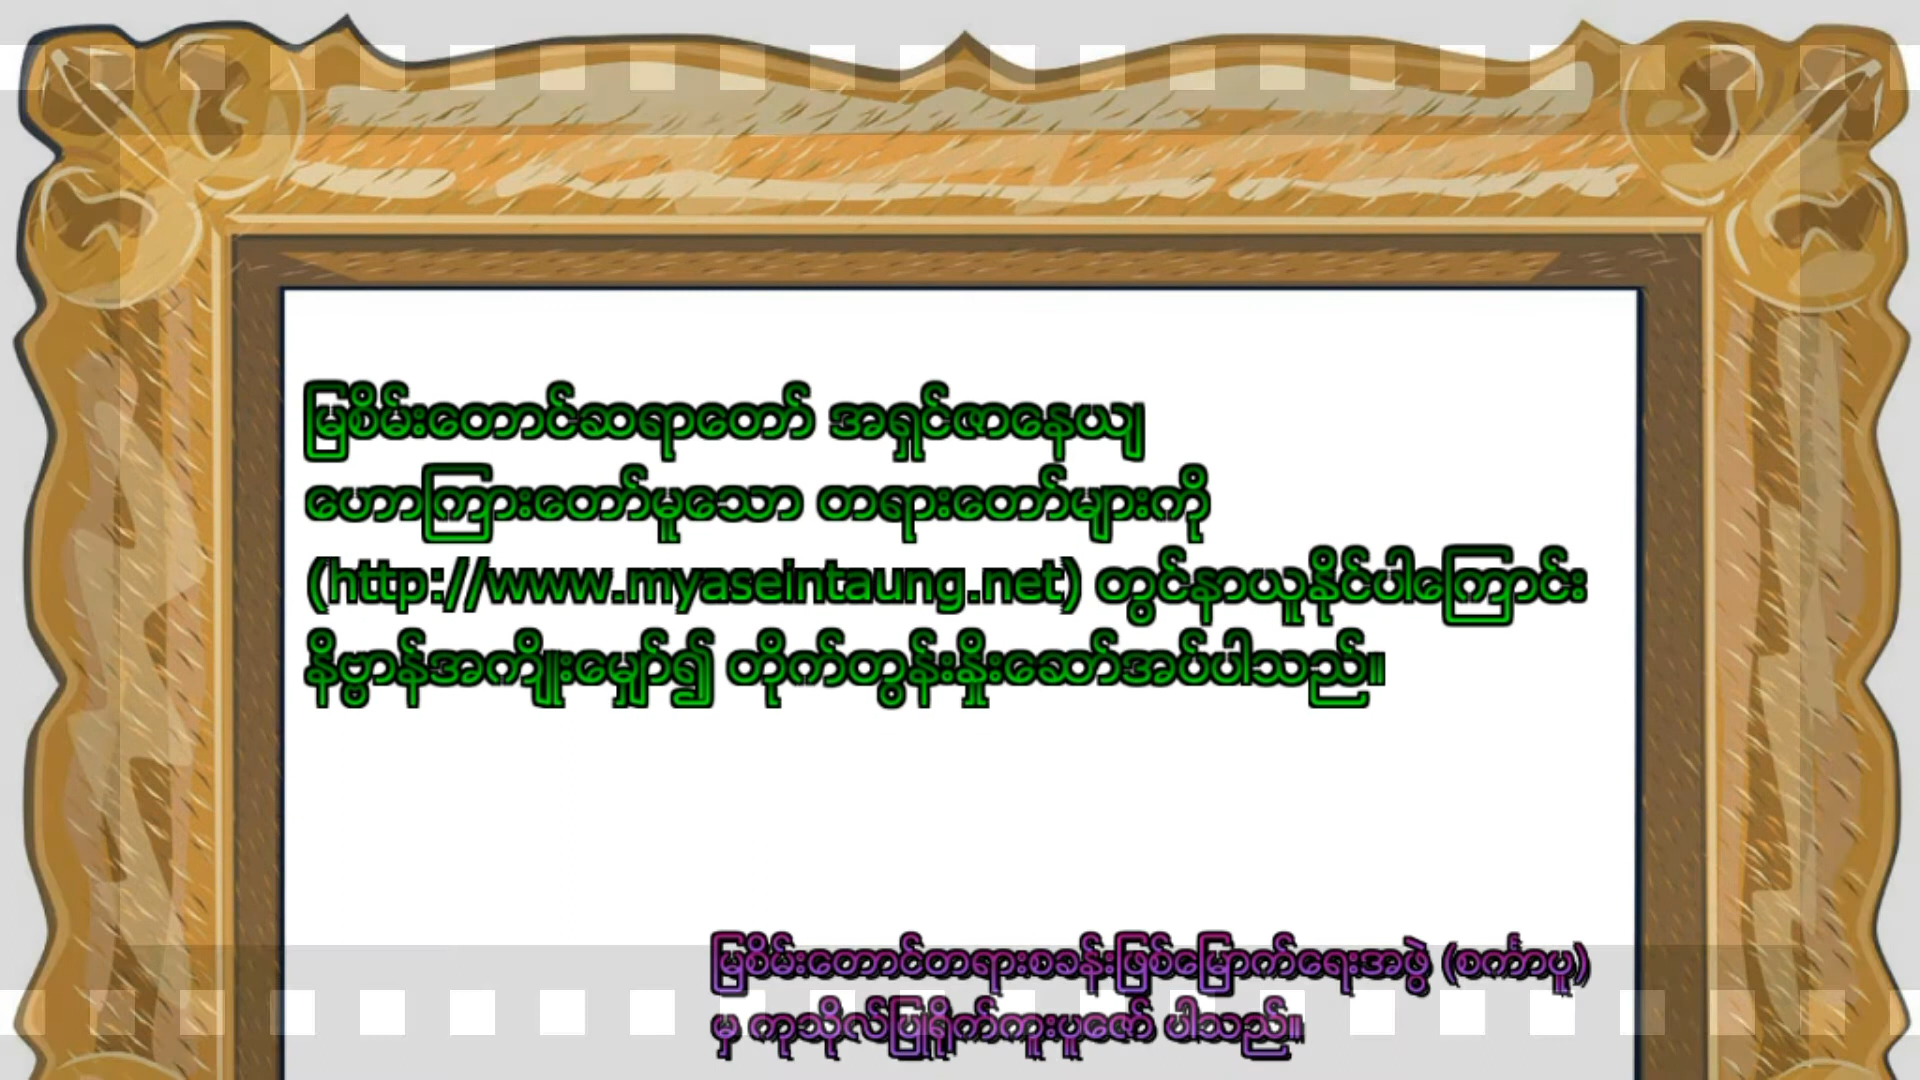 မြစိမ်းတောင်ဆရာတော် အရှင်ဇာနေယျ
ဟောကြားတော်မူသော တရားတော်များကို
(http://www.myaseintaung.net) တွင်နာယူနိုင်ပါကြောင်း
နိဗ္ဗာန်အကျိုးမျှော်၍ တိုက်တွန်းနှိုးဆော်အပ်ပါသည်။
မြစိမ်းတောင်တရားစခန်းဖြစ်မြောက်ရေးအဖွဲ့ (စင်္ကာပူ)
မှ ကုသိုလ်ပြုရိုက်ကူးပူဇော် ပါသည်။